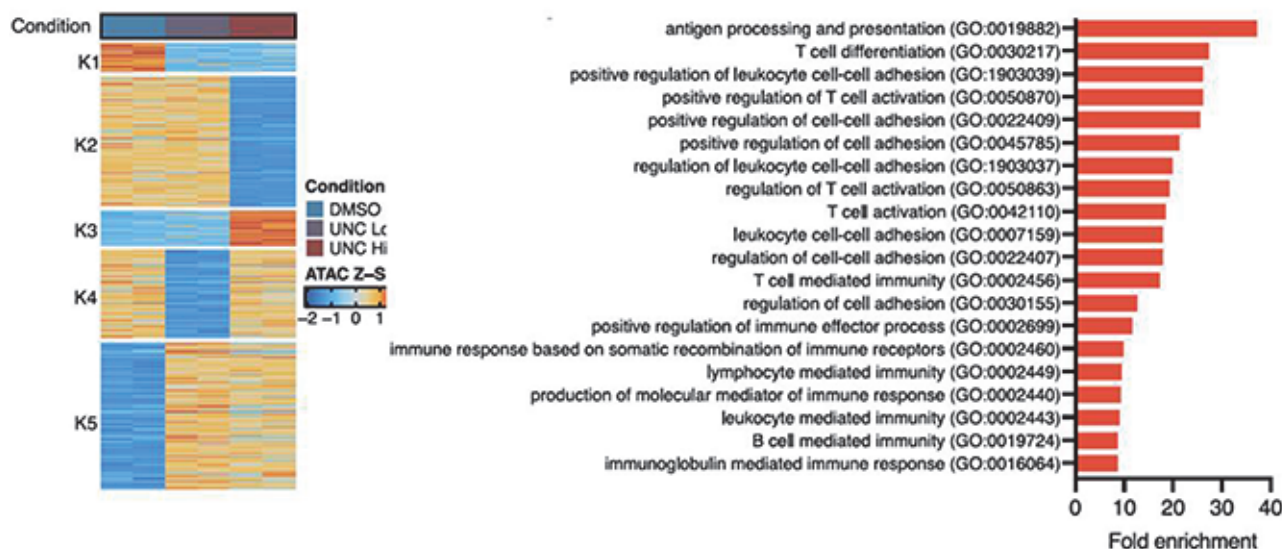 Condition
K1
K2
K3
K4
K5
Condition
DMSO
UNC Lo
UNC Hi
ATAC Z-S
-2 -1 0 1
antigen processing and presentation (GO:0019882)
T cell differentiation (GO:0030217)
positive regulation of leukocyte cell-cell adhesion (GO:1903039)
positive regulation of T cell activation (GO:0050870)
positive regulation of cell-cell adhesion (GO:0022409)
positive regulation of cell adhesion (GO:0045785)
regulation of leukocyte cell-cell adhesion (GO:1903037)
regulation of T cell activation (GO:0050863)
T cell activation (GO:0042110)
leukocyte cell-cell adhesion (GO:0007159)
regulation of cell-cell adhesion (GO:0022407)
T cell mediated immunity (GO:0002456)
regulation of cell adhesion (GO:0030155)
positive regulation of immune effector process (GO:0002699)
immune response based on somatic recombination of immune receptors (GO:0002460)
lymphocyte mediated immunity (GO:0002449)
production of molecular mediator of immune response (GO:0002440)
leukocyte mediated immunity (GO:0002443)
B cell mediated immunity (GO:0019724)
immunoglobulin mediated immune response (GO:0016064)
0 10 20 30 40
Fold enrichment